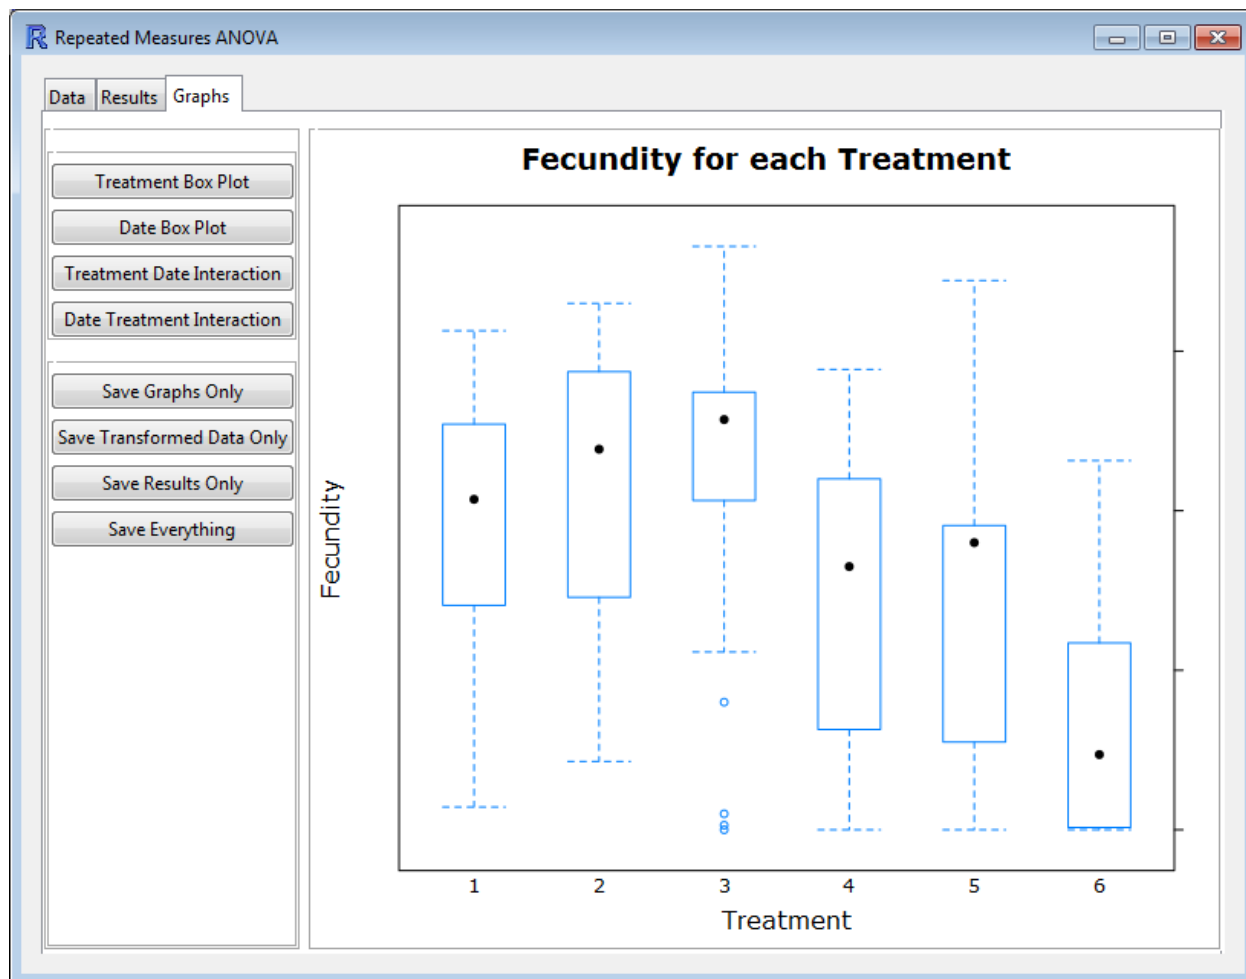 Repeated Measures ANOVA
Data Results Graphs
Treatment Box Plot
Date Box Plot
Treatment Date Interaction
Date Treatment Interaction
Save Graphs Only
Save Transformed Data Only
Save Results Only
Save Everything
Fecundity for each Treatment
Fecundity
1 2 3 4 5 6
Treatment